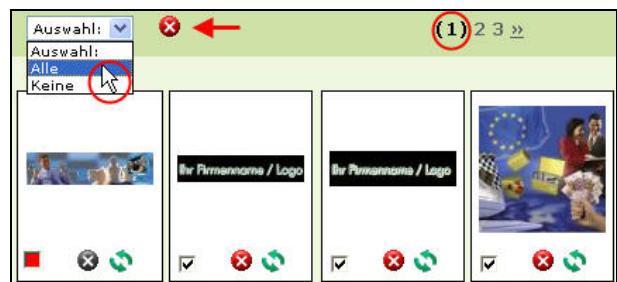 Auswahl: (1) 2 3 »
Auswahl:
Alle
Keine
Ihr Firmenname / Logo Ihr Firmenname / Logo